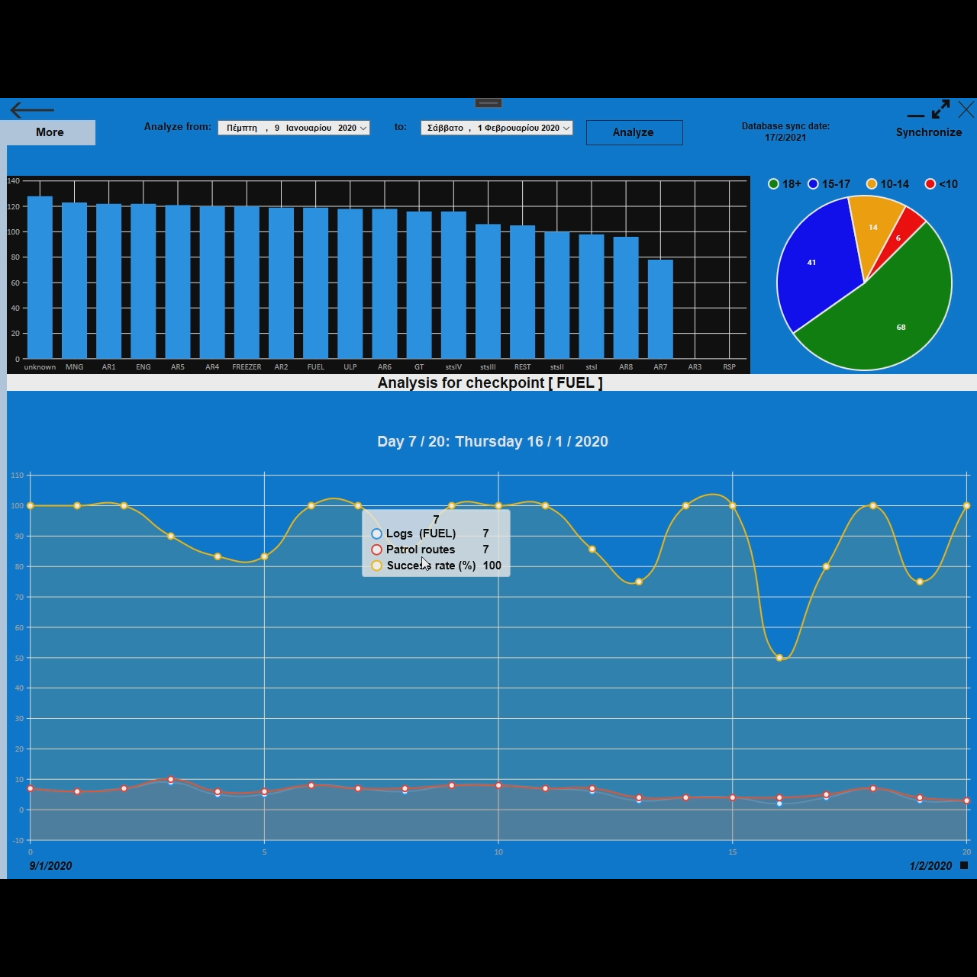 More
Analyze from: Πέμπτη , 9 Ιανουαρίου 2020 to: Σάββατο , 1 Φεβρουαρίου 2020 Analyze
Database sync date:
17/2/2021
Synchronize
18+ 15-17 10-14 <10
140
120
100
80
60
40
20
0
unknown MNG AR1 ENG AR5 AR4 FREEZER AR2 FUEL ULP AR6 GT stsIV stsIII REST stsII stsI AR8 AR7 AR3 RSP
14
6
41
68
Analysis for checkpoint [ FUEL ]
Day 7 / 20: Thursday 16 / 1 / 2020
110
100
90
80
70
60
50
40
30
20
10
0
-10
7
Logs (FUEL) 7
Patrol routes 7
Success rate (%) 100
0 5 10 15 20
9/1/2020 1/2/2020